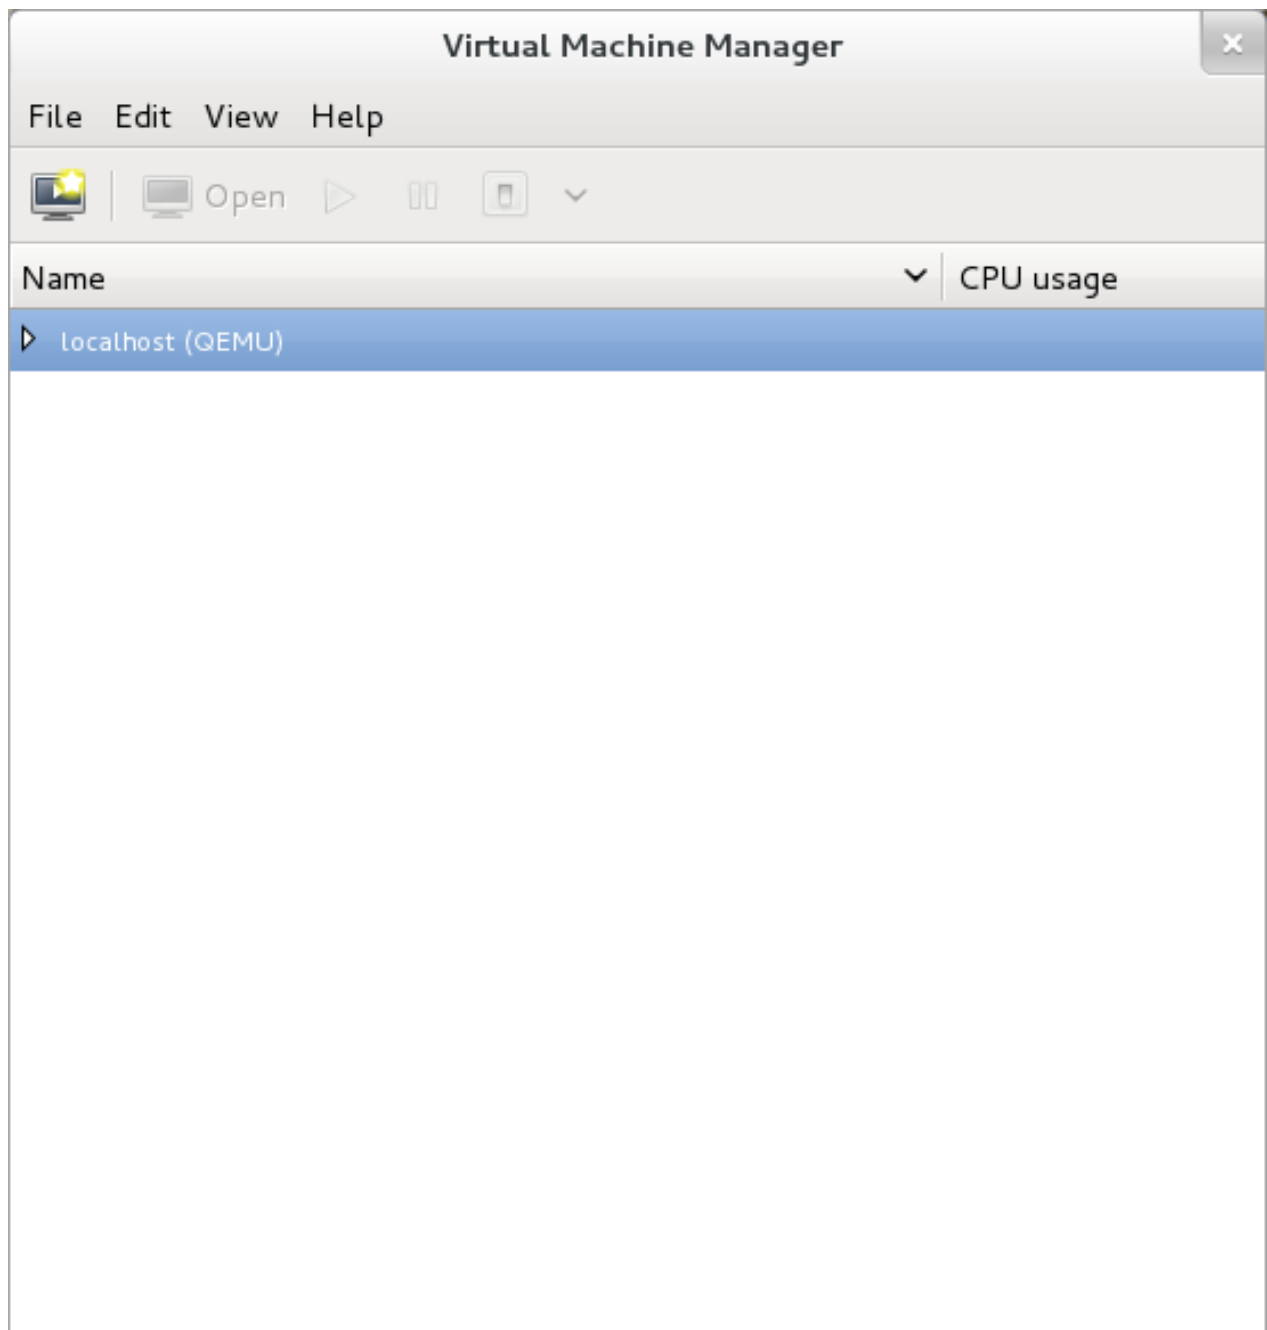 Virtual Machine Manager
File Edit View Help
Open
Name CPU usage
localhost (QEMU)